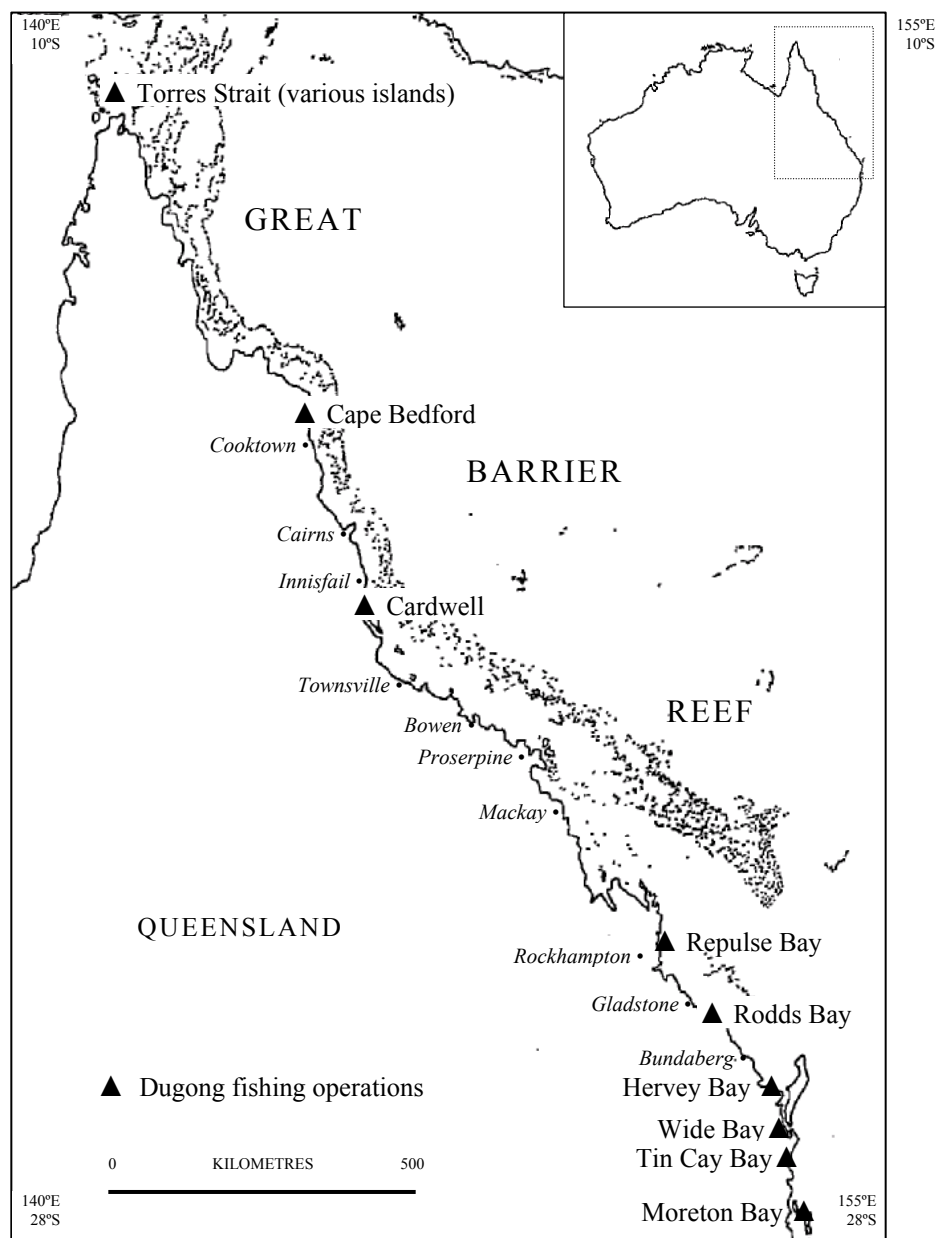 140ºE
10ºS
155ºE
10ºS
Torres Strait (various islands)
GREAT
Cape Bedford
Cooktown
BARRIER
Cairns
Innisfail
Cardwell
Townsville
REEF
Bowen
Proserpine
Mackay
QUEENSLAND
Repulse Bay
Rockhampton
Gladstone
Rodds Bay
Bundaberg
Dugong fishing operations
Hervey Bay
Wide Bay
0 KILOMETRES 500
Tin Cay Bay
140ºE
28ºS
Moreton Bay
155ºE
28ºS